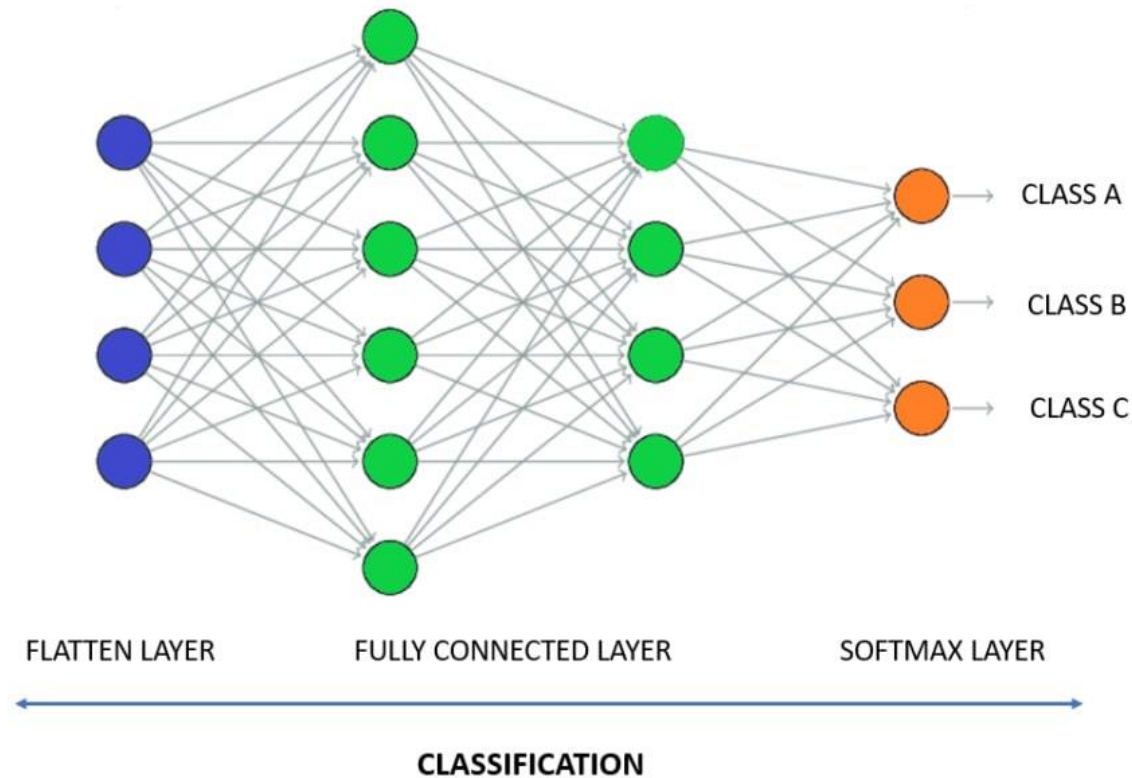 CLASS A
CLASS B
CLASS C
FLATTEN LAYER
FULLY CONNECTED LAYER
SOFTMAX LAYER
CLASSIFICATION